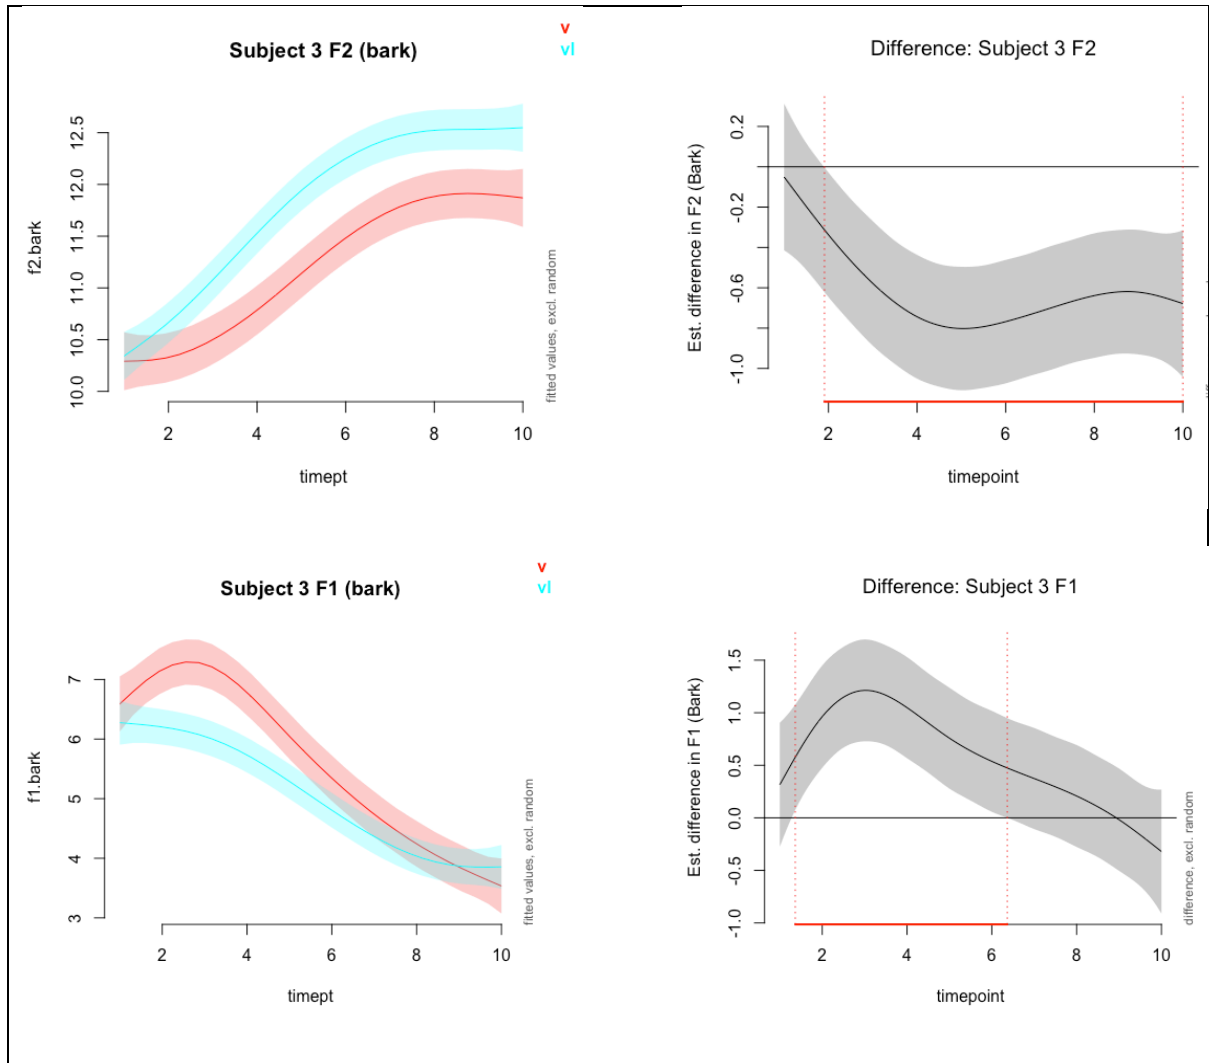 Subject 3 F2 (bark)
v
vl
f2.bark
10.0 10.5 11.0 11.5 12.0 12.5
2 4 6 8 10
timept
fitted values, excl. random
Difference: Subject 3 F2
Est. difference in F2 (Bark)
-1.0 -0.6 -0.2 0.2
2 4 6 8 10
timepoint
Subject 3 F1 (bark)
v
vl
f1.bark
3 4 5 6 7
2 4 6 8 10
timept
fitted values, excl. random
Difference: Subject 3 F1
Est. difference in F1 (Bark)
-1.0 -0.5 0.0 0.5 1.0 1.5
2 4 6 8 10
timepoint
difference, excl. random